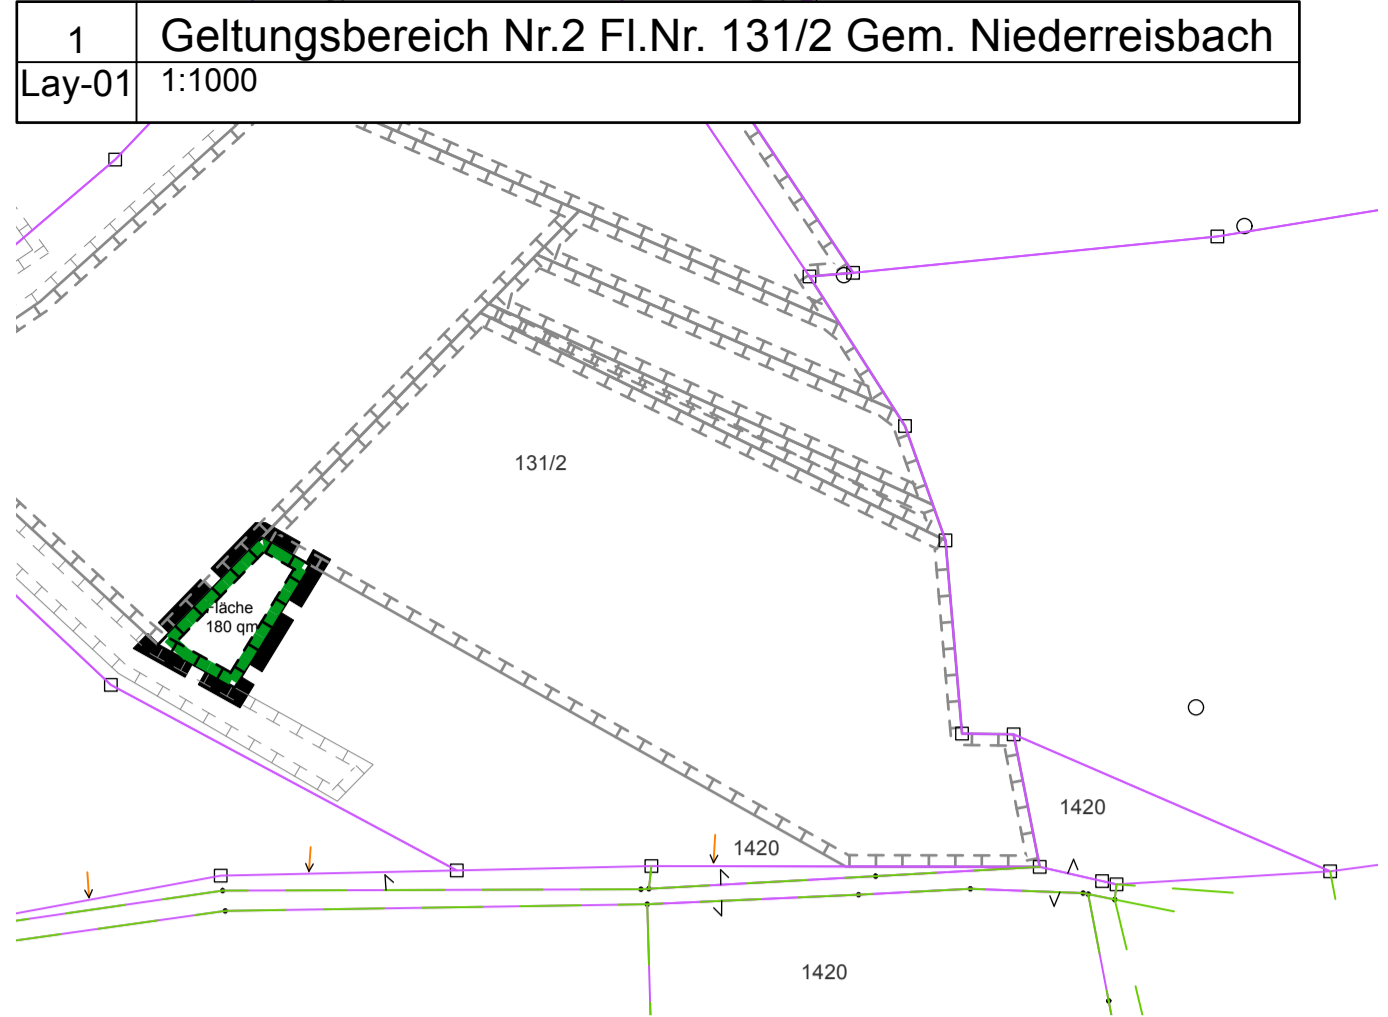 1 Geltungsbereich Nr.2 Fl.Nr. 131/2 Gem. Niederreisbach
Lay-01 1:1000
131/2
Fläche
180 qm
1420
1420
1420